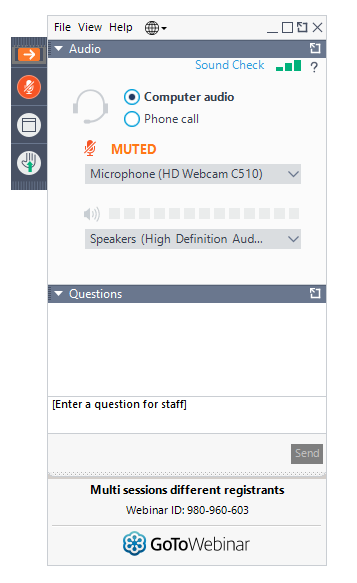 File View Help
Audio
Sound Check ?
Computer audio
Phone call
MUTED
Microphone (HD Webcam C510)
Speakers (High Definition Aud...
Questions
[Enter a question for staff]
Send
Multi sessions different registrants
Webinar ID: 980-960-603
GoToWebinar